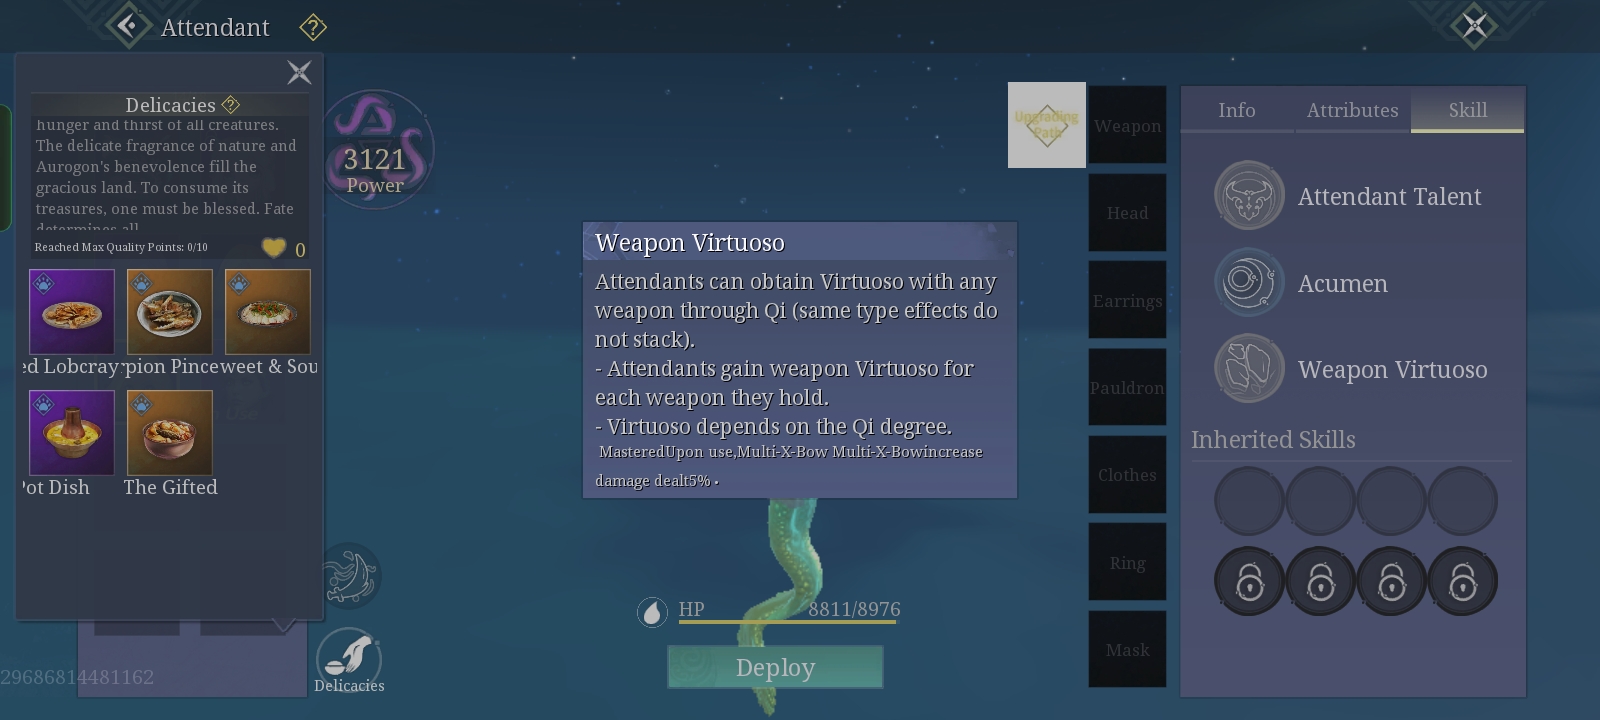 Attendant
Delicacies
hunger and thirst of all creatures.
The delicate fragrance of nature and
Aurogon's benevolence fill the
gracious land. To consume its
treasures, one must be blessed. Fate
determines all
Reached Max Quality Points: 0/10
0
ed Lobcray
rpion Pince
weet & Sou
Pot Dish
The Gifted
29686814481162
3121
Power
Delicacies
Weapon Virtuoso
Attendants can obtain Virtuoso with any
weapon through Qi (same type effects do
not stack).
- Attendants gain weapon Virtuoso for
each weapon they hold.
- Virtuoso depends on the Qi degree.
MasteredUpon use,Multi-X-Bow Multi-X-Bowincrease
damage dealt5% .
HP 8811/8976
Deploy
Upgrading
Path
Weapon
Head
Earrings
Pauldron
Clothes
Ring
Mask
Info Attributes Skill
Attendant Talent
Acumen
Weapon Virtuoso
Inherited Skills